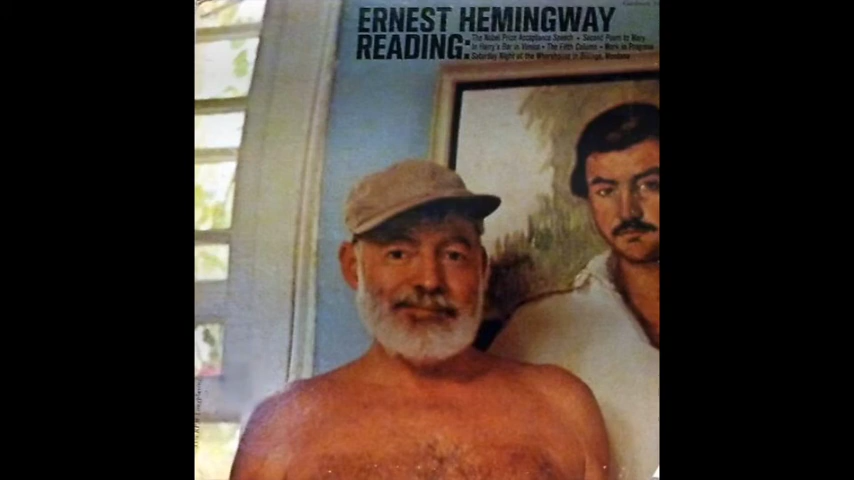 ERNEST HEMINGWAY
READING:
The Nobel Prize Acceptance Speech • Second Poem to Mary
In Harry's Bar in Venice • The Fifth Column • Work in Progress
Saturday Night at the Whorehouse in Billings, Montana